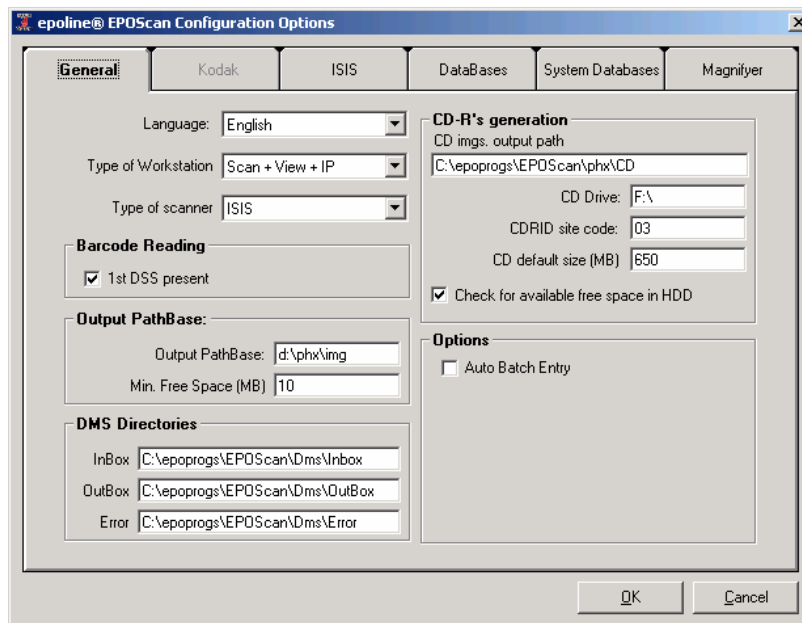 epoline® EPOScan Configuration Options
General
Kodak
ISIS
DataBases
System Databases
Magnifyer
Language: English
Type of Workstation Scan + View + IP
Type of scanner ISIS
Barcode Reading
1st DSS present
Output PathBase:
Output PathBase: d:\phx\img
Min. Free Space (MB) 10
DMS Directories
InBox C:\epoprogs\EPOScan\Dms\Inbox
OutBox C:\epoprogs\EPOScan\Dms\OutBox
Error C:\epoprogs\EPOScan\Dms\Error
CD-R's generation
CD imgs. output path
C:\epoprogs\EPOScan\phx\CD
CD Drive: F:\
CDRID site code: 03
CD default size (MB) 650
Check for available free space in HDD
Options
Auto Batch Entry
OK
Cancel